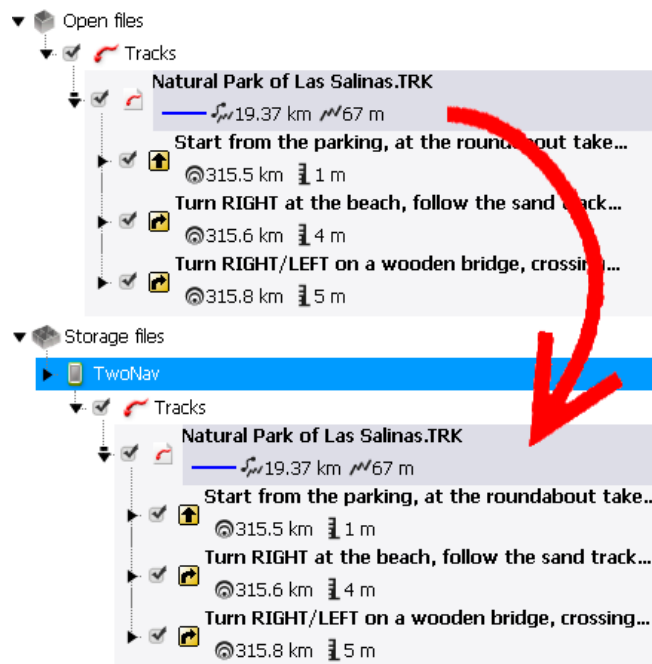 Open files
Tracks
Natural Park of Las Salinas.TRK
19.37 km 67 m
Start from the parking, at the roundabout take...
315.5 km 1 m
Turn RIGHT at the beach, follow the sand track...
315.6 km 4 m
Turn RIGHT/LEFT on a wooden bridge, crossing...
315.8 km 5 m
Storage files
TwoNav
Tracks
Natural Park of Las Salinas.TRK
19.37 km 67 m
Start from the parking, at the roundabout take..
315.5 km 1 m
Turn RIGHT at the beach, follow the sand track...
315.6 km 4 m
Turn RIGHT/LEFT on a wooden bridge, crossing...
315.8 km 5 m